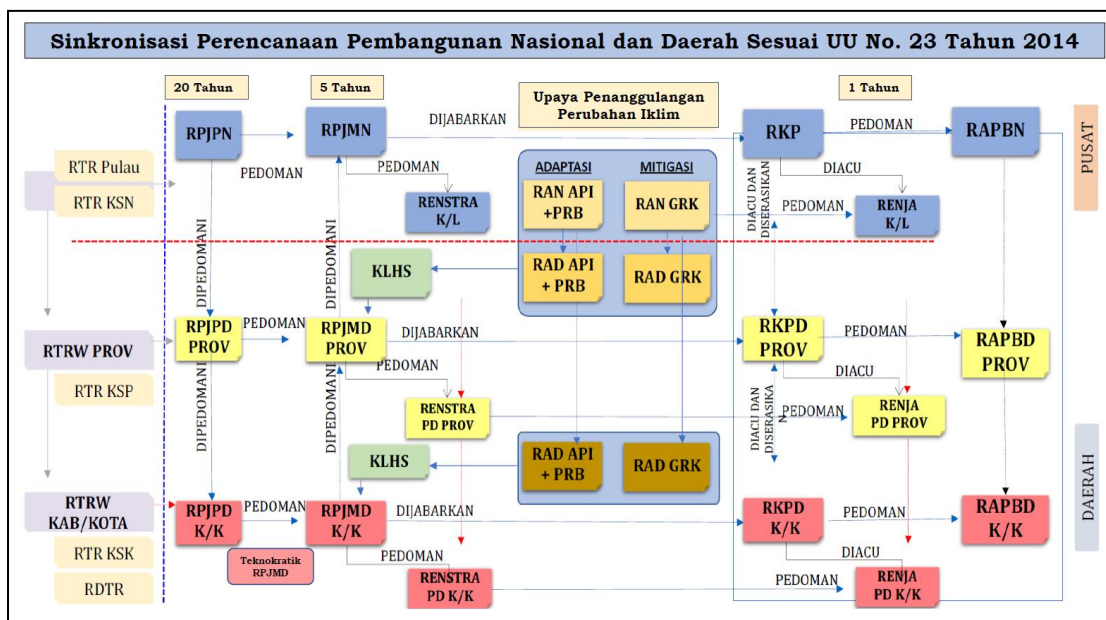 Sinkronisasi Perencanaan Pembangunan Nasional dan Daerah Sesuai UU No. 23 Tahun 2014
20 Tahun
5 Tahun
Upaya Penanggulangan
Perubahan Iklim
1 Tahun
RPJPN
RPJMN
DIJABARKAN
RKP
PEDOMAN
RAPBN
PUSAT
RTR Pulau
RTR KSN
PEDOMAN
PEDOMAN
RENSTRA
K/L
ADAPTASI
MITIGASI
RAN API
+PRB
RAN GRK
PEDOMAN
DIACU
RENJA
K/L
DIACU DAN
DISERASIKAN
DIPEDOMANI
DIPEDOMANI
KLHS
RAD API
+ PRB
RAD GRK
RTRW PROV
RTR KSP
RPJPD
PROV
PEDOMAN
RPJMD
PROV
DIJABARKAN
RKPD
PROV
PEDOMAN
RAPBD
PROV
DIPEDOMANI
DIPEDOMANI
PEDOMAN
RENSTRA
PD PROV
DIACU
PEDOMAN
RENJA
PD PROV
DIACU DAN
DISERASIKA
N
KLHS
RAD API
+ PRB
RAD GRK
DAERAH
RTRW
KAB/KOTA
RTR KSK
RDTR
RPJPD
K/K
PEDOMAN
RPJMD
K/K
DIJABARKAN
RKPD
K/K
PEDOMAN
RAPBD
K/K
Teknokratik
RPJMD
PEDOMAN
RENSTRA
PD K/K
DIACU
PEDOMAN
RENJA
PD K/K